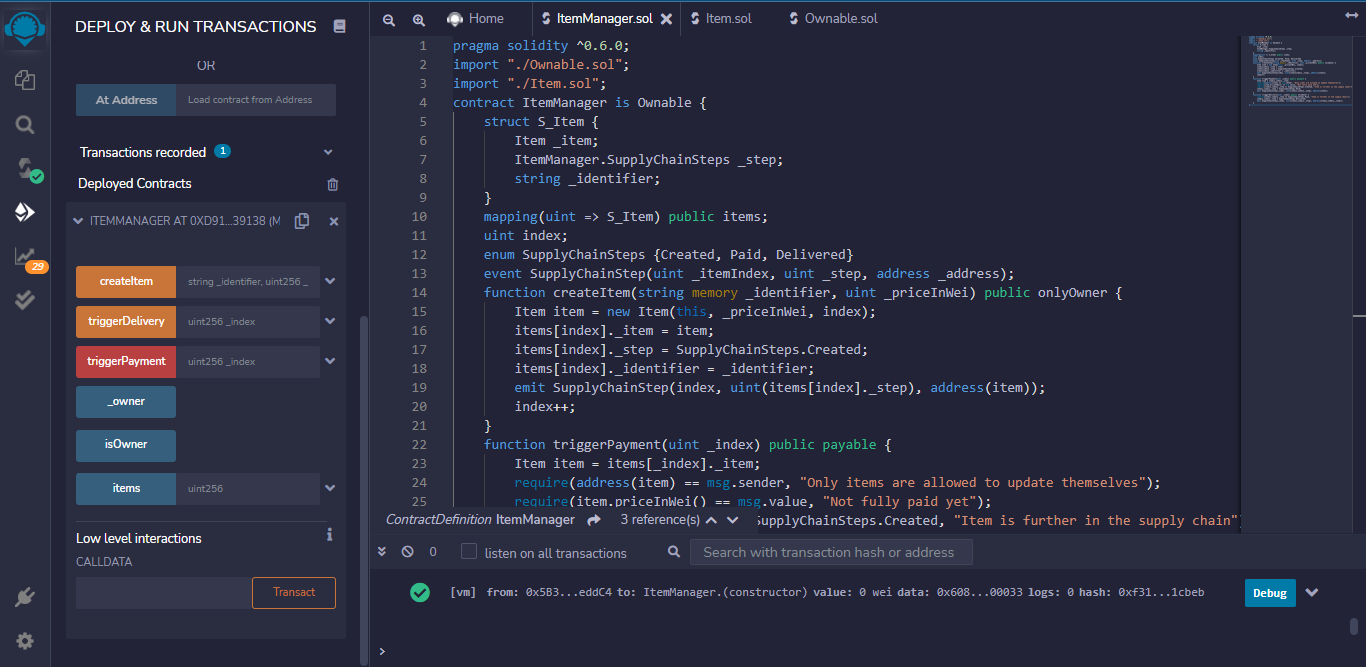 DEPLOY & RUN TRANSACTIONS
OR
At Address Load contract from Address
Transactions recorded 1
Deployed Contracts
ITEMMANAGER AT 0XD91...39138 (M
29
createItem string _identifier, uint256 _
triggerDelivery uint256 _index
triggerPayment uint256 _index
_owner
isOwner
items uint256
Low level interactions
CALLDATA
Transact
Home ItemManager.sol Item.sol Ownable.sol
1 pragma solidity ^0.6.0;
2 import "./Ownable.sol";
3 import "./Item.sol";
4 contract ItemManager is Ownable {
5 struct S_Item {
6 Item _item;
7 ItemManager.SupplyChainSteps _step;
8 string _identifier;
9 }
10 mapping(uint => S_Item) public items;
11 uint index;
12 enum SupplyChainSteps {Created, Paid, Delivered}
13 event SupplyChainStep(uint _itemIndex, uint _step, address _address);
14 function createItem(string memory _identifier, uint _priceInWei) public onlyOwner {
15 Item item = new Item(this, _priceInWei, index);
16 items[index]._item = item;
17 items[index]._step = SupplyChainSteps.Created;
18 items[index]._identifier = _identifier;
19 emit SupplyChainStep(index, uint(items[index]._step), address(item));
20 index++;
21 }
22 function triggerPayment(uint _index) public payable {
23 Item item = items[_index]._item;
24 require(address(item) == msg.sender, "Only items are allowed to update themselves");
25 require(item.priceInWei() == msg.value, "Not fully paid yet");
ContractDefinition ItemManager 3 reference(s) SupplyChainSteps.Created, "Item is further in the supply chain"
0 listen on all transactions Search with transaction hash or address
[vm] from: 0x5B3...eddC4 to: ItemManager.(constructor) value: 0 wei data: 0x608...00033 logs: 0 hash: 0xf31...1cbeb Debug
>